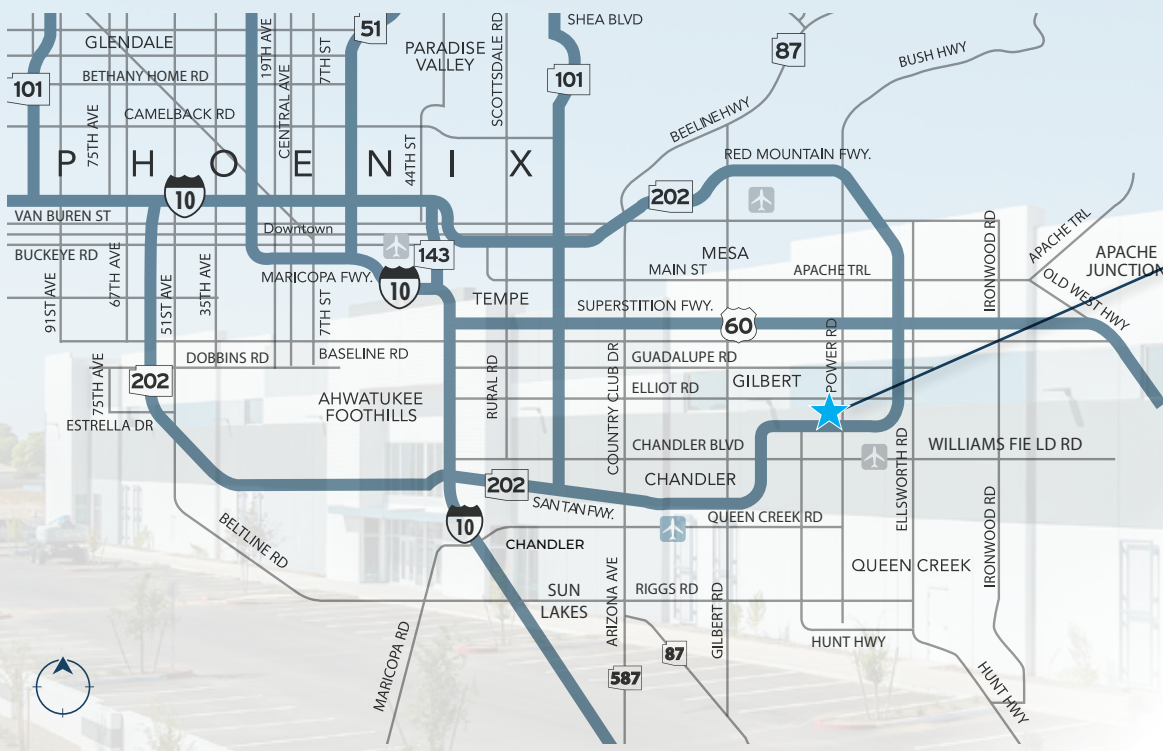 SHEA BLVD
51
GLENDALE
19TH AVE
7TH ST
PARADISE
VALLEY
SCOTTSDALE RD
87
BUSH HWY
BETHANY HOME RD
CENTRAL AVE
101
101
CAMELBACK RD
75TH AVE
BEELINE HWY
44TH ST
PHOENIX
RED MOUNTAIN FWY.
10
202
VAN BUREN ST
Downtown
IRONWOOD RD
APACHE TRL
BUCKEYE RD
67TH AVE
35TH AVE
143
MESA
APACHE
JUNCTION
MARICOPA FWY.
10
MAIN ST
APACHE TRL
OLD WEST HWY
91ST AVE
51ST AVE
7TH ST
TEMPE
SUPERSTITION FWY.
60
DOBBINS RD
BASELINE RD
GUADALUPE RD
POWER RD
75TH AVE
202
RURAL RD
COUNTRY CLUB DR
ELLIOT RD
GILBERT
AHWATUKEE
FOOTHILLS
ESTRELLA DR
CHANDLER BLVD
WILLIAMS FIE LD RD
202
CHANDLER
ELLSWORTH RD
SAN TAN FWY.
10
QUEEN CREEK RD
IRONWOOD RD
BELTLINE RD
CHANDLER
QUEEN CREEK
SUN
LAKES
ARIZONA AVE
RIGGS RD
GILBERT RD
MARICOPA RD
HUNT HWY
87
587
HUNT HWY